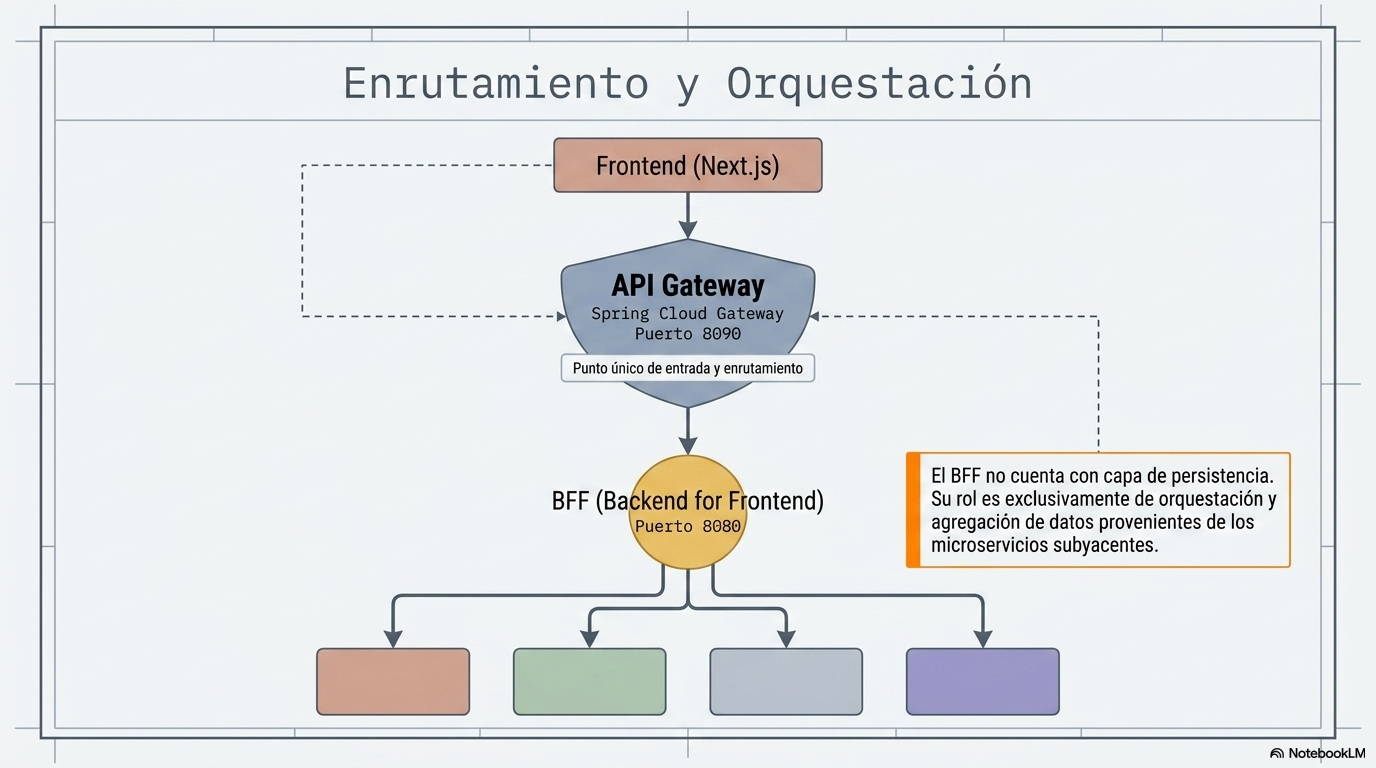 Enrutamiento y Orquestación
Frontend (Next.js)
API Gateway
Spring Cloud Gateway
Puerto 8090
Punto único de entrada y enrutamiento
BFF (Backend for Frontend)
Puerto 8080
El BFF no cuenta con capa de persistencia.
Su rol es exclusivamente de orquestación y
agregación de datos provenientes de los
microservicios subyacentes.
NotebookLM